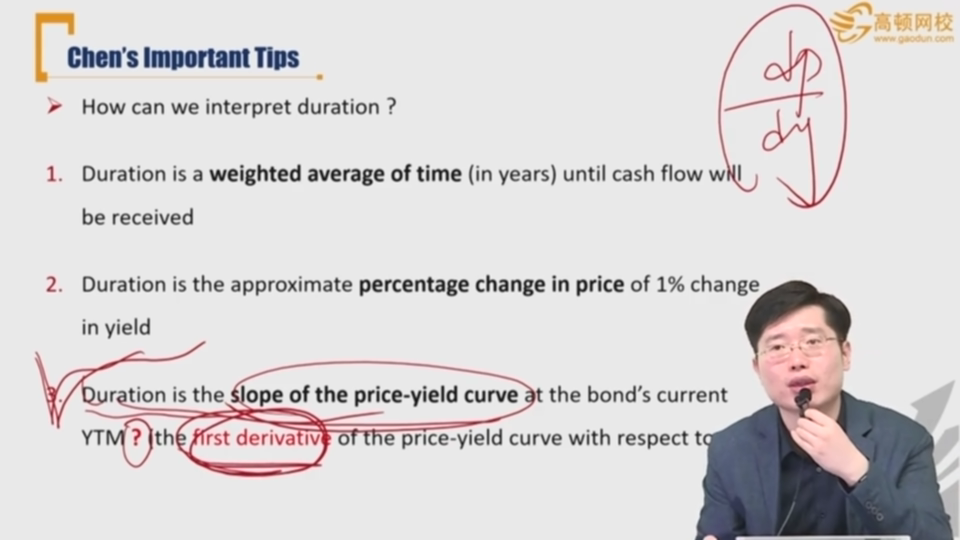 高顿网校
www.gaodun.com
Chen's Important Tips
How can we interpret duration ?
1. Duration is a weighted average of time (in years) until cash flow will
be received
2. Duration is the approximate percentage change in price of 1% change
in yield
3. Duration is the slope of the price-yield curve at the bond's current
YTM ? (the first derivative of the price-yield curve with respect to
dp
dy